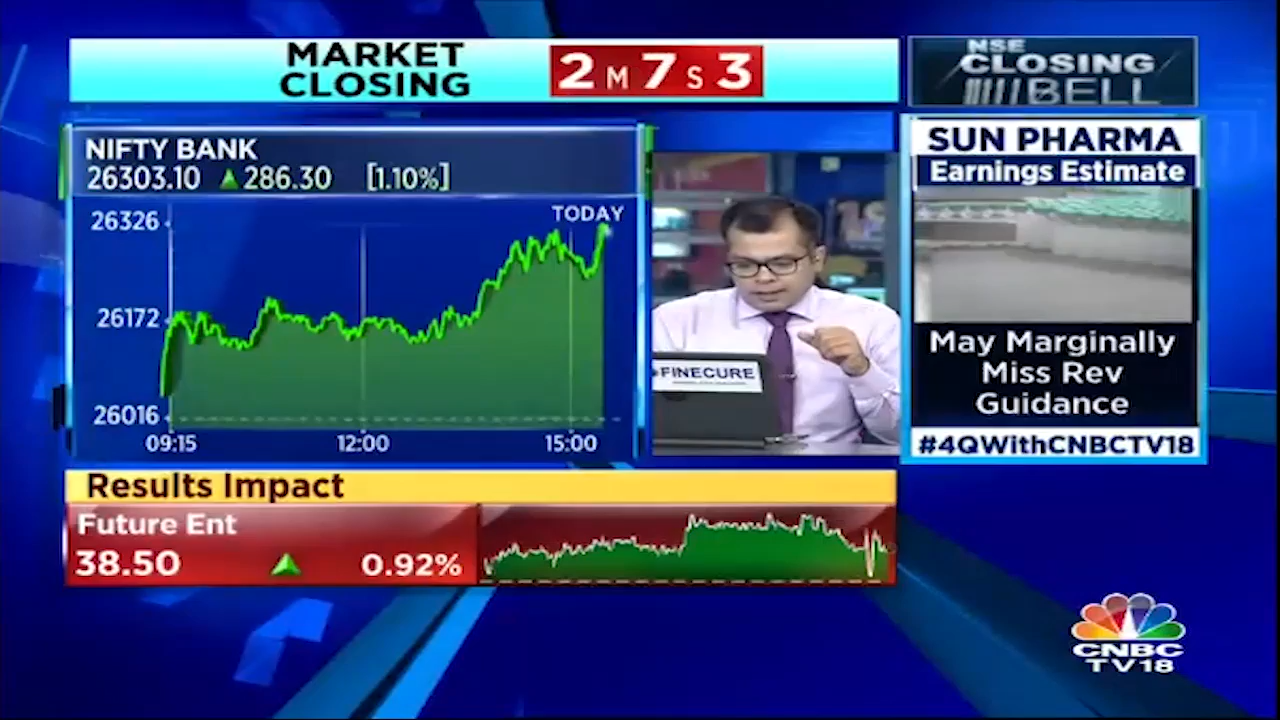 MARKET
CLOSING
2 M 7 S 3
NSE
CLOSING
BELL
NIFTY BANK
26303.10 ▲286.30 [1.10%]
TODAY
26326
26172
26016
09:15 12:00 15:00
FINECURE
SUN PHARMA
Earnings Estimate
May Marginally
Miss Rev
Guidance
#4QWithCNBCTV18
Results Impact
Future Ent
38.50 ▲ 0.92%
CNBC
TV18